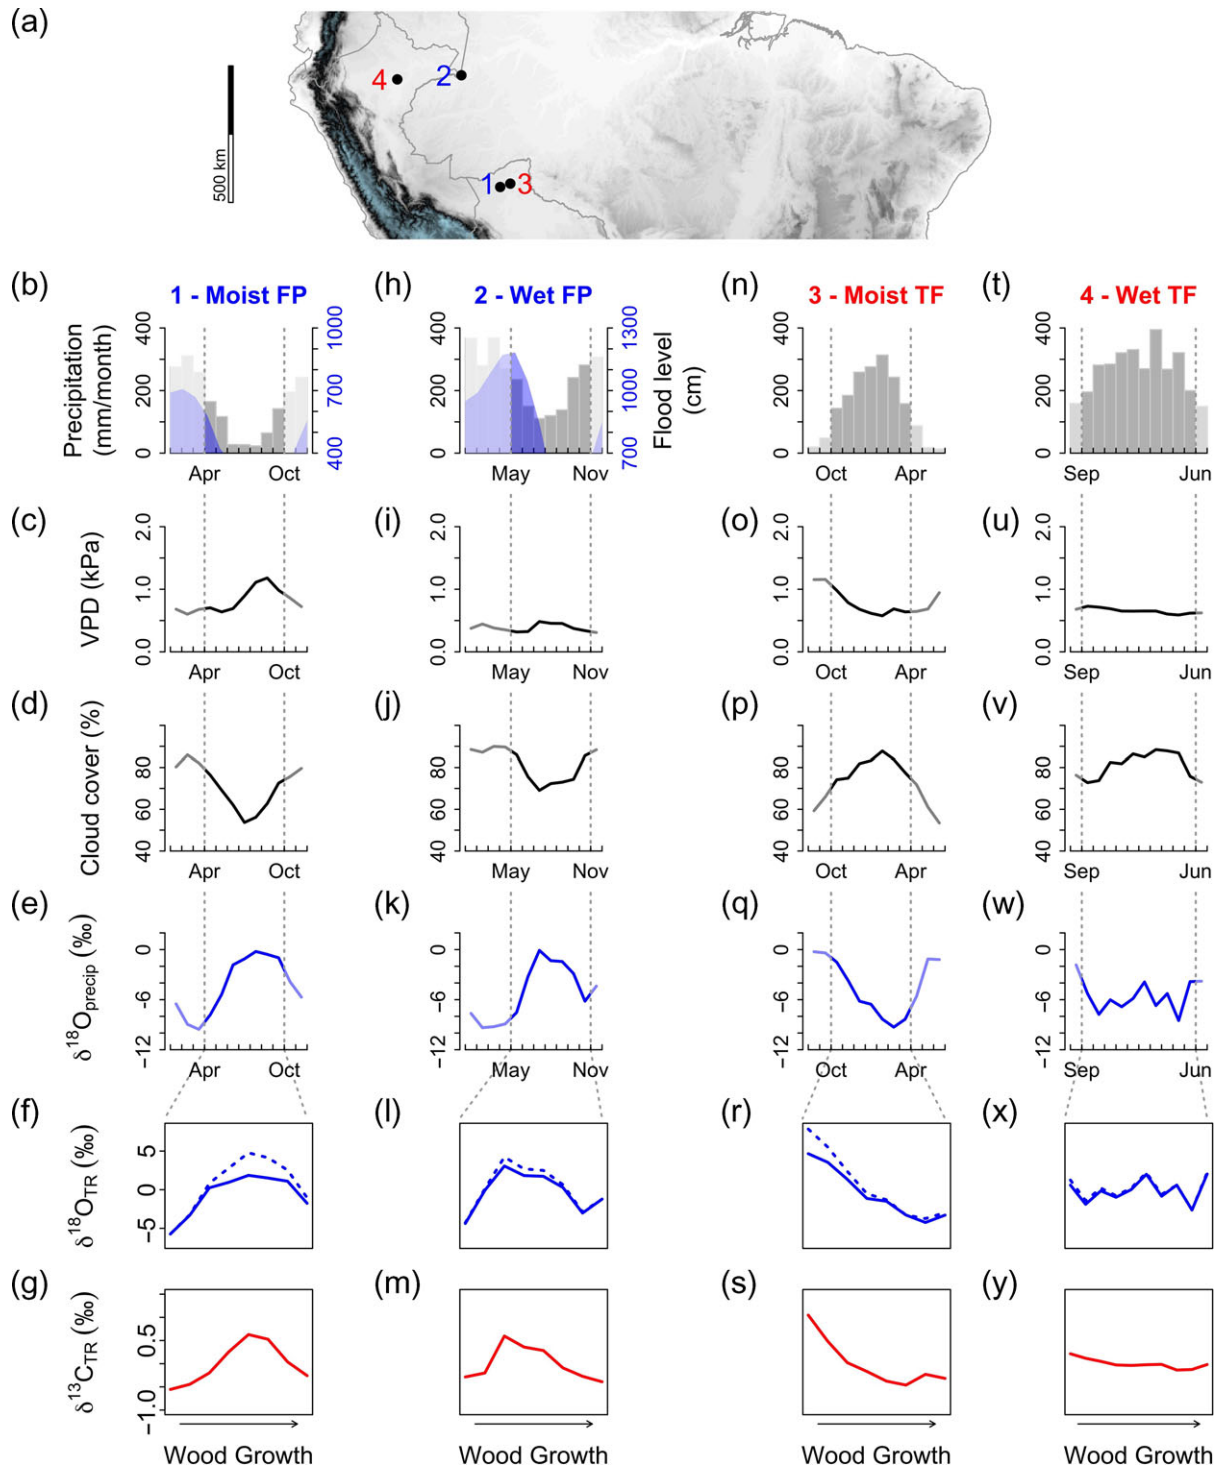 (a)
500 km
4
2
1
3
(b) 1 - Moist FP (h) 2 - Wet FP (n) 3 - Moist TF (t) 4 - Wet TF
Precipitation (mm/month)
0 200 400
400 700 1000
Apr Oct
0 200 400
700 1000 1300
Flood level (cm)
May Nov
0 200 400
Oct Apr
0 200 400
Sep Jun
(c) (i) (o) (u)
VPD (kPa)
0.0 1.0 2.0
Apr Oct
0.0 1.0 2.0
May Nov
0.0 1.0 2.0
Oct Apr
0.0 1.0 2.0
Sep Jun
(d) (j) (p) (v)
Cloud cover (%)
40 60 80
Apr Oct
40 60 80
May Nov
40 60 80
Oct Apr
40 60 80
Sep Jun
(e) (k) (q) (w)
δ¹⁸Oprecip (‰)
−12 −6 0
Apr Oct
−12 −6 0
May Nov
−12 −6 0
Oct Apr
−12 −6 0
Sep Jun
(f) (l) (r) (x)
δ¹⁸OTR (‰)
−5 0 5
(g) (m) (s) (y)
δ¹³CTR (‰)
−1.0 0.5
Wood Growth Wood Growth Wood Growth Wood Growth